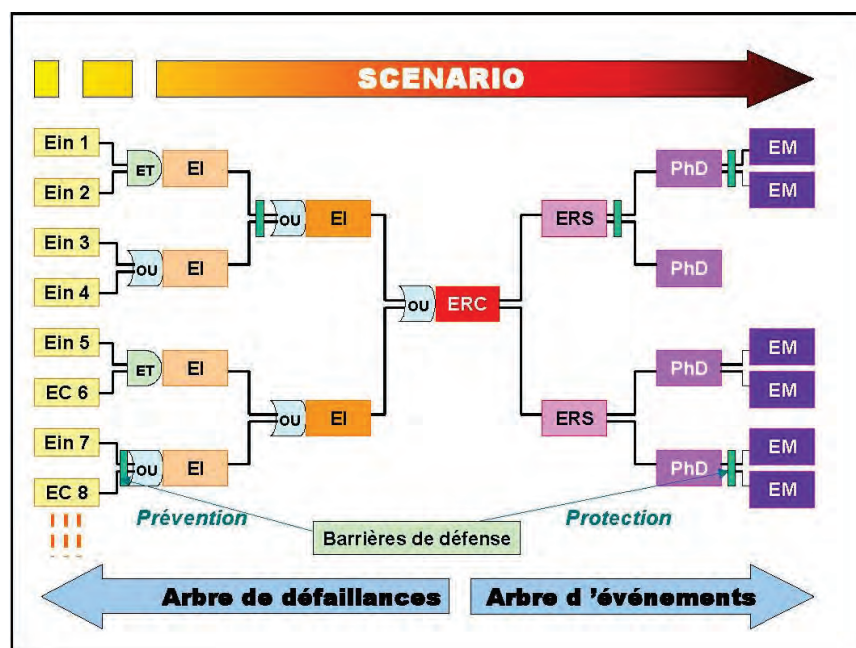 SCENARIO
Ein 1
Ein 2
ET
EI
Ein 3
Ein 4
OU
EI
OU
EI
Ein 5
EC 6
ET
EI
Ein 7
EC 8
OU
EI
OU
EI
OU
ERC
ERS
PhD
EM
EM
PhD
ERS
PhD
EM
EM
PhD
EM
EM
Prévention
Barrières de défense
Protection
Arbre de défaillances
Arbre d ’événements